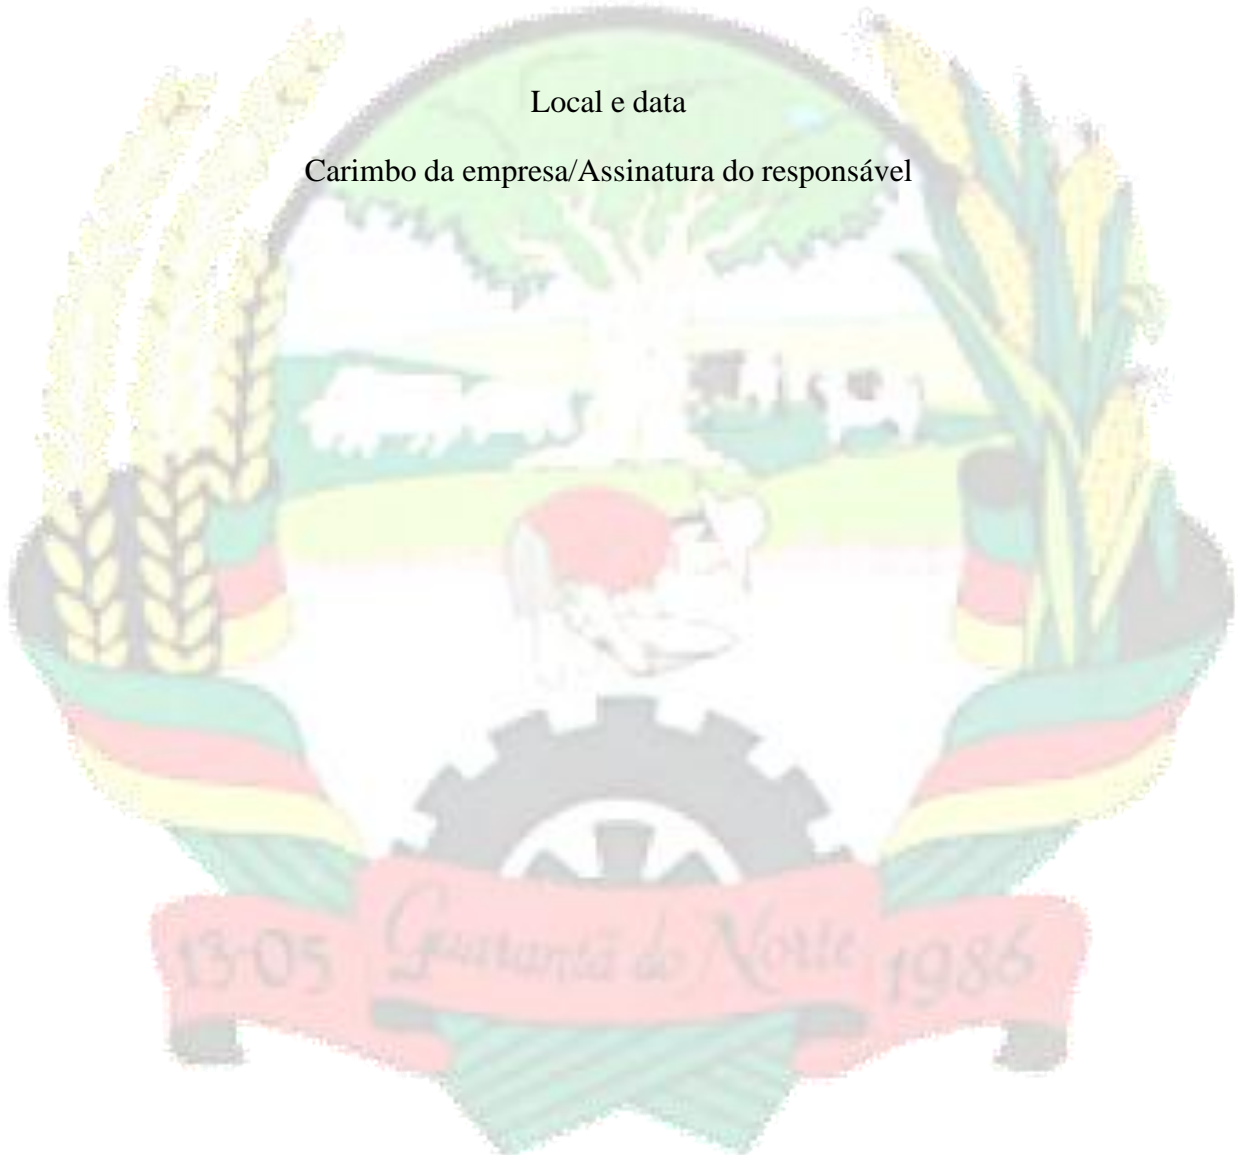 Local e data
Carimbo da empresa/Assinatura do responsável
13-05 Guarantã do Norte 1986